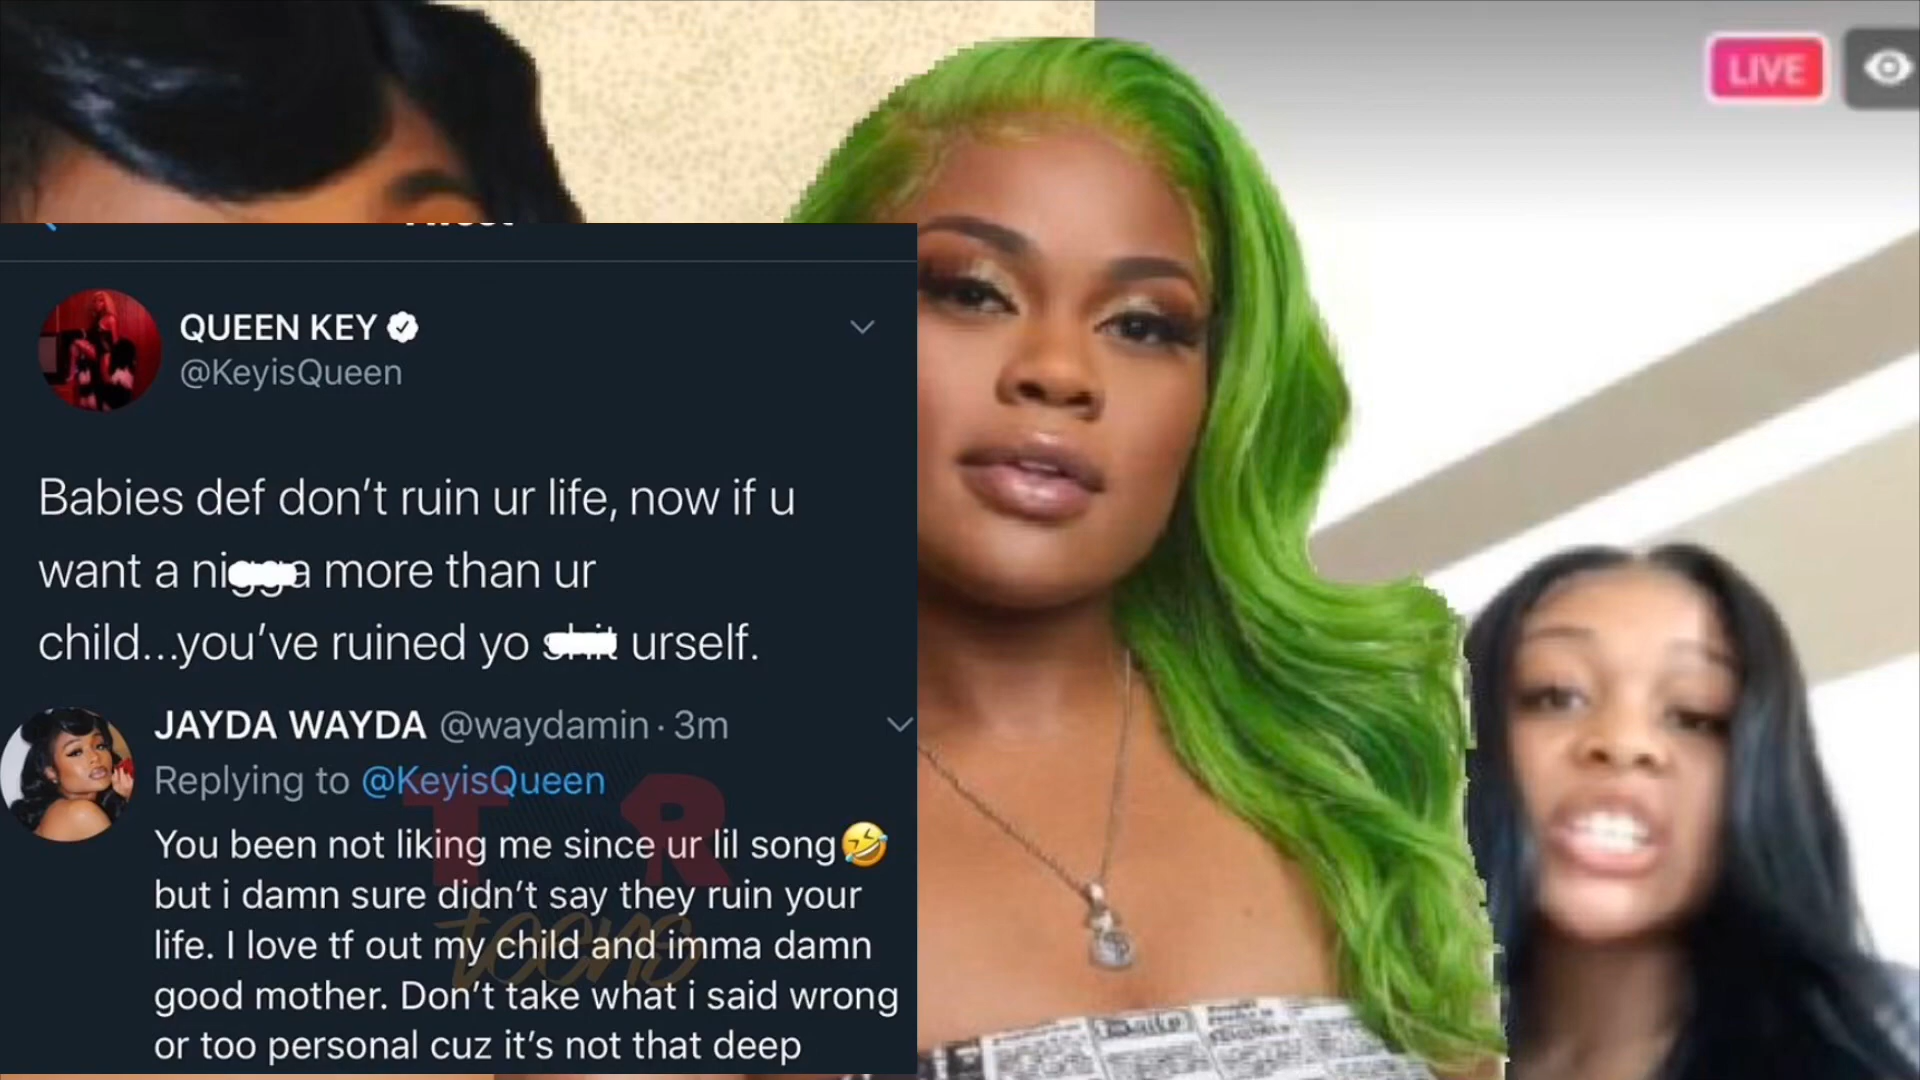 LIVE
QUEEN KEY
@KeyisQueen
Babies def don’t ruin ur life, now if u
want a nigga more than ur
child...you’ve ruined yo shit urself.
JAYDA WAYDA @waydamin · 3m
Replying to @KeyisQueen
You been not liking me since ur lil song🤣
but i damn sure didn’t say they ruin your
life. I love tf out my child and imma damn
good mother. Don’t take what i said wrong
or too personal cuz it’s not that deep
T R
teens